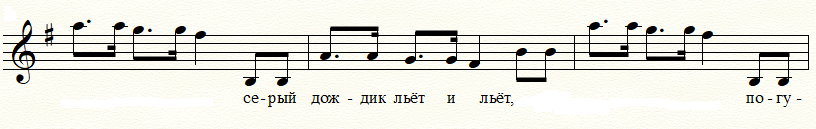 се - рый дож - дик льёт и льёт, по - гу -